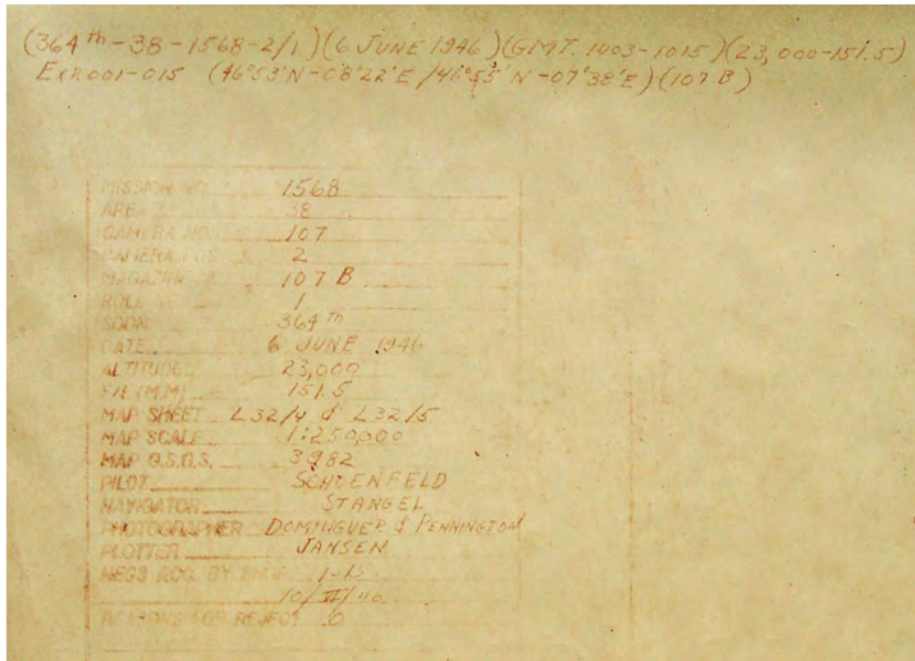 (364th-38-1568-2/1)(6 JUNE 1946)(GMT. 1003-1015)(23,000-151.5)
EXR001-015 (46°53'N-08°22'E/46°55'N-07°38'E)(107 B)
MISSION NO. 1568
AREA 38
CAMERA NO. 107
CAMERA POS. 2
MAGAZINE 107 B
ROLL NO. 1
SQDN. 364th
DATE 6 JUNE 1946
ALTITUDE 23,000
F/L (M.M.) 151.5
MAP SHEET L32/4 & L32/5
MAP SCALE 1:250,000
MAP G.S.G.S. 3982
PILOT SCHOENFELD
NAVIGATOR STANGEL
PHOTOGRAPHER DOMINGUER & PENNINGTON
PLOTTER JANSEN
NEGS BY 1-15
10/VI/46
REASONS FOR REJECT 0